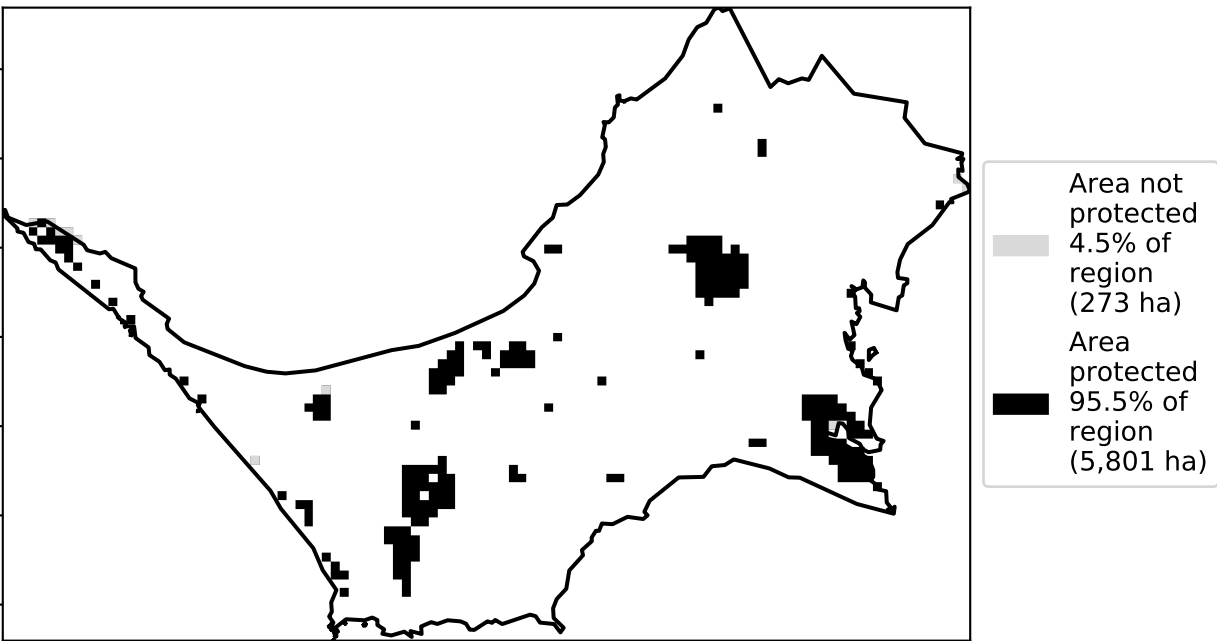 Area not
protected
4.5% of
region
(273 ha)
Area
protected
95.5% of
region
(5,801 ha)